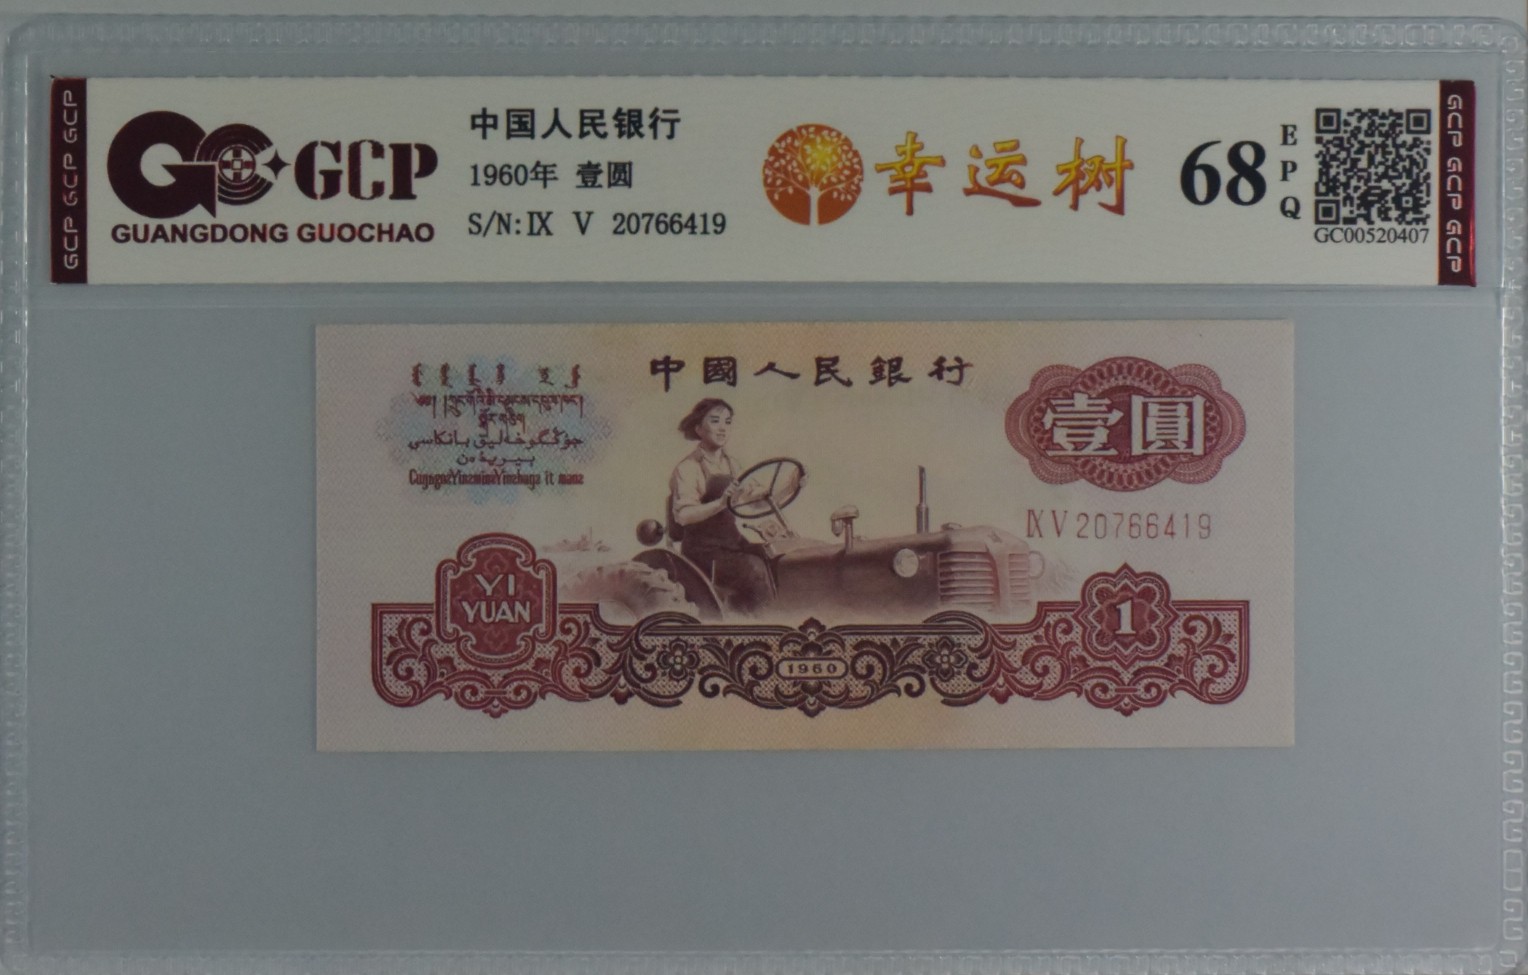 GCP GCP GCP
GCP
GUANGDONG GUOCHAO
中国人民银行
1960年 壹圆
S/N: IX V 20766419
幸运树
68
EPQ
GC00520407
GCP GCP GCP GCP
中國人民銀行
壹圓
IX V 20766419
YI
YUAN
1960
1